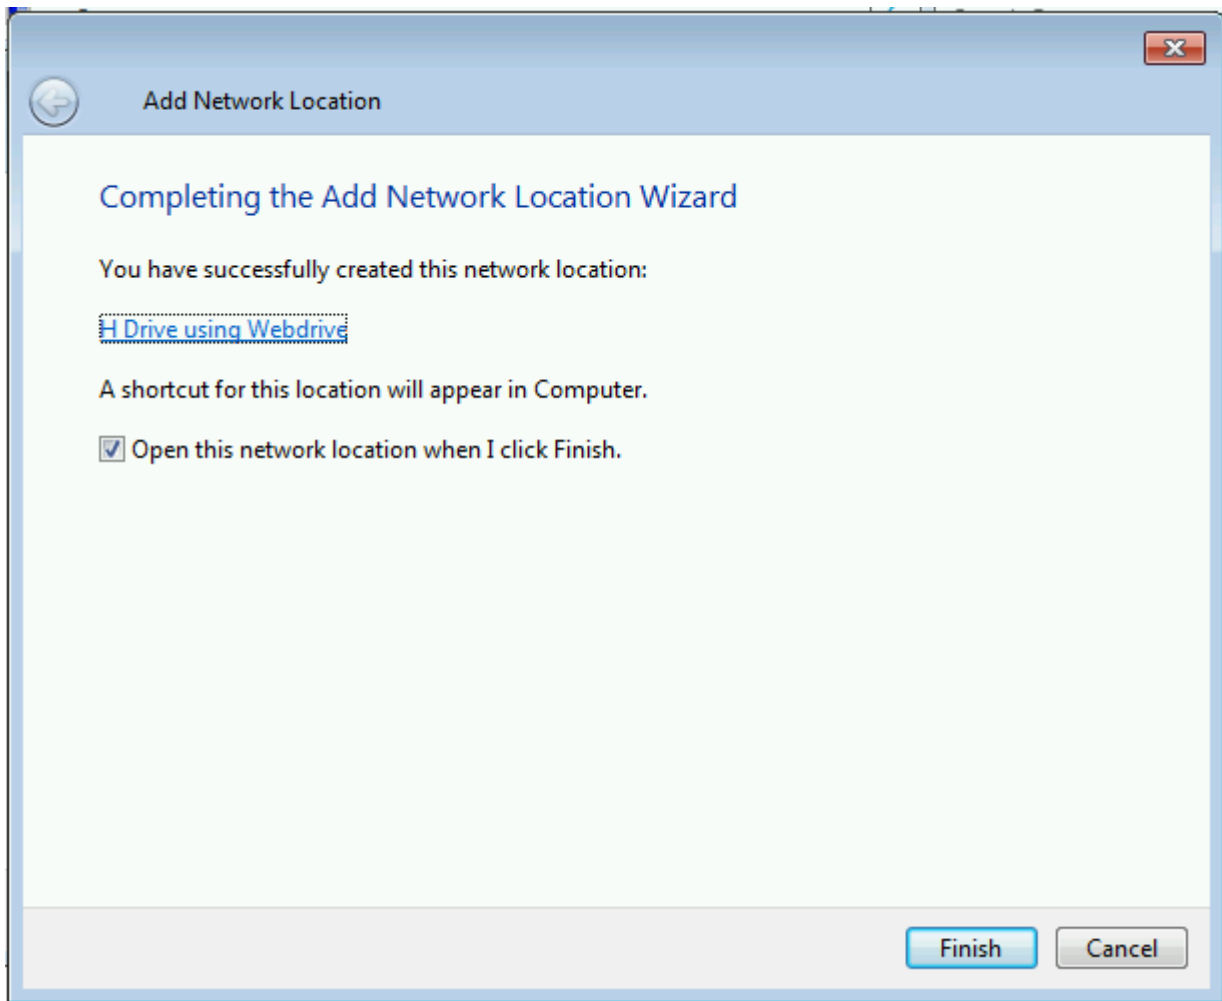 Add Network Location
Completing the Add Network Location Wizard
You have successfully created this network location:
H Drive using Webdrive
A shortcut for this location will appear in Computer.
Open this network location when I click Finish.
Finish
Cancel